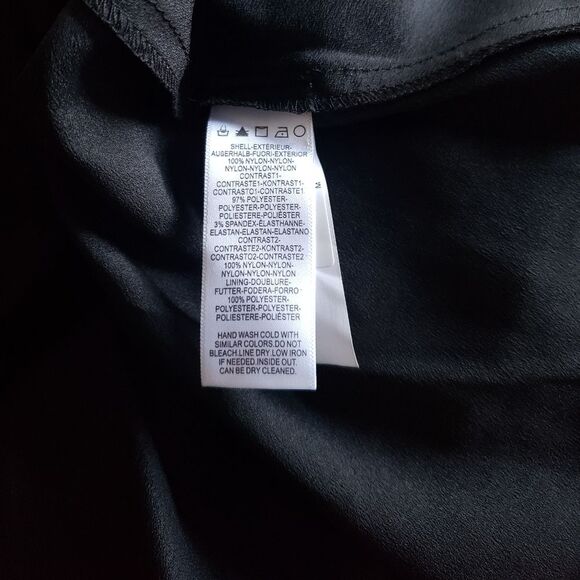 SHELL-EXTÉRIEUR-
AUßERHALB-FUORI-EXTERIOR
100% NYLON-NYLON-
NYLON-NYLON-NYLON
CONTRAST1-
CONTRASTE1-KONTRAST1-
CONTRASTO1-CONTRASTE1
97% POLYESTER-
POLYESTER-POLYESTER-
POLIESTERE-POLIÉSTER
3% SPANDEX-ÉLASTHANNE-
ELASTAN-ELASTAN-ELASTANO
CONTRAST2-
CONTRASTE2-KONTRAST2-
CONTRASTO2-CONTRASTE2
100% NYLON-NYLON-
NYLON-NYLON-NYLON
LINING-DOUBLURE-
FUTTER-FODERA-FORRO
100% POLYESTER-
POLYESTER-POLYESTER-
POLIESTERE-POLIÉSTER
HAND WASH COLD WITH
SIMILAR COLORS.DO NOT
BLEACH.LINE DRY.LOW IRON
IF NEEDED.INSIDE OUT.
CAN BE DRY CLEANED.